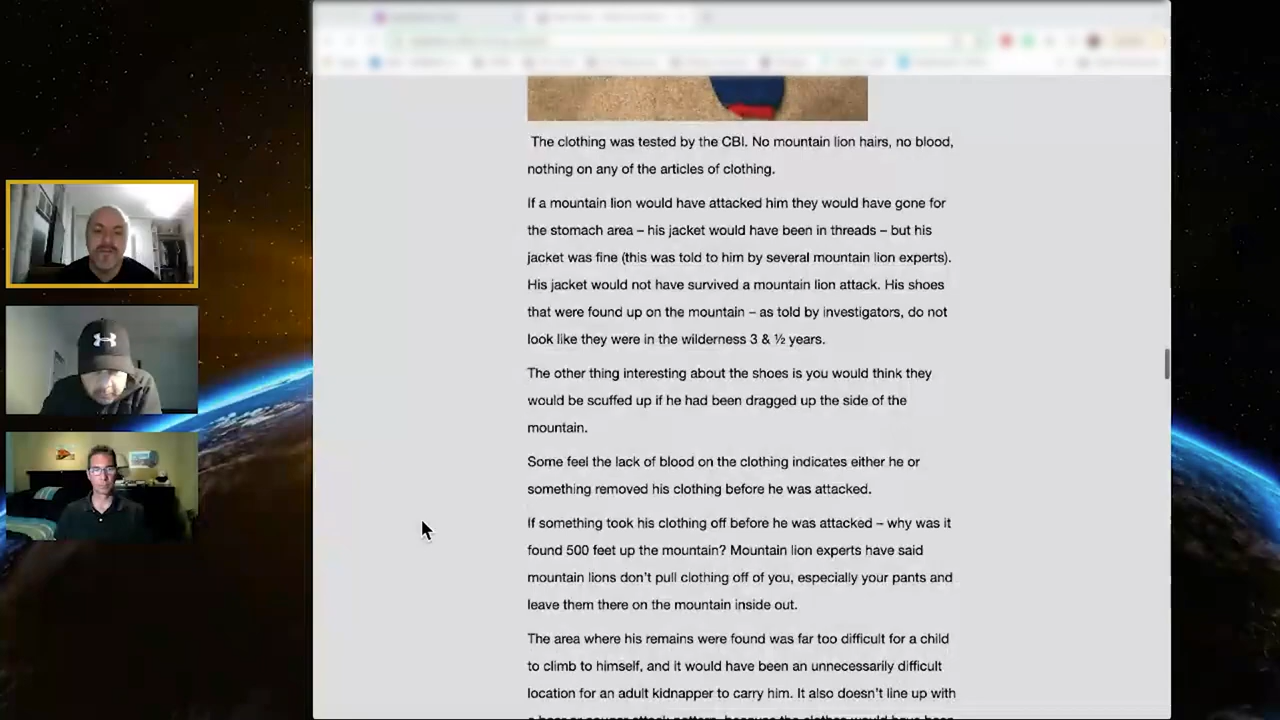 The clothing was tested by the CBI. No mountain lion hairs, no blood,
nothing on any of the articles of clothing.
If a mountain lion would have attacked him they would have gone for
the stomach area – his jacket would have been in threads – but his
jacket was fine (this was told to him by several mountain lion experts).
His jacket would not have survived a mountain lion attack. His shoes
that were found up on the mountain – as told by investigators, do not
look like they were in the wilderness 3 & ½ years.
The other thing interesting about the shoes is you would think they
would be scuffed up if he had been dragged up the side of the
mountain.
Some feel the lack of blood on the clothing indicates either he or
something removed his clothing before he was attacked.
If something took his clothing off before he was attacked – why was it
found 500 feet up the mountain? Mountain lion experts have said
mountain lions don’t pull clothing off of you, especially your pants and
leave them there on the mountain inside out.
The area where his remains were found was far too difficult for a child
to climb to himself, and it would have been an unnecessarily difficult
location for an adult kidnapper to carry him. It also doesn’t line up with